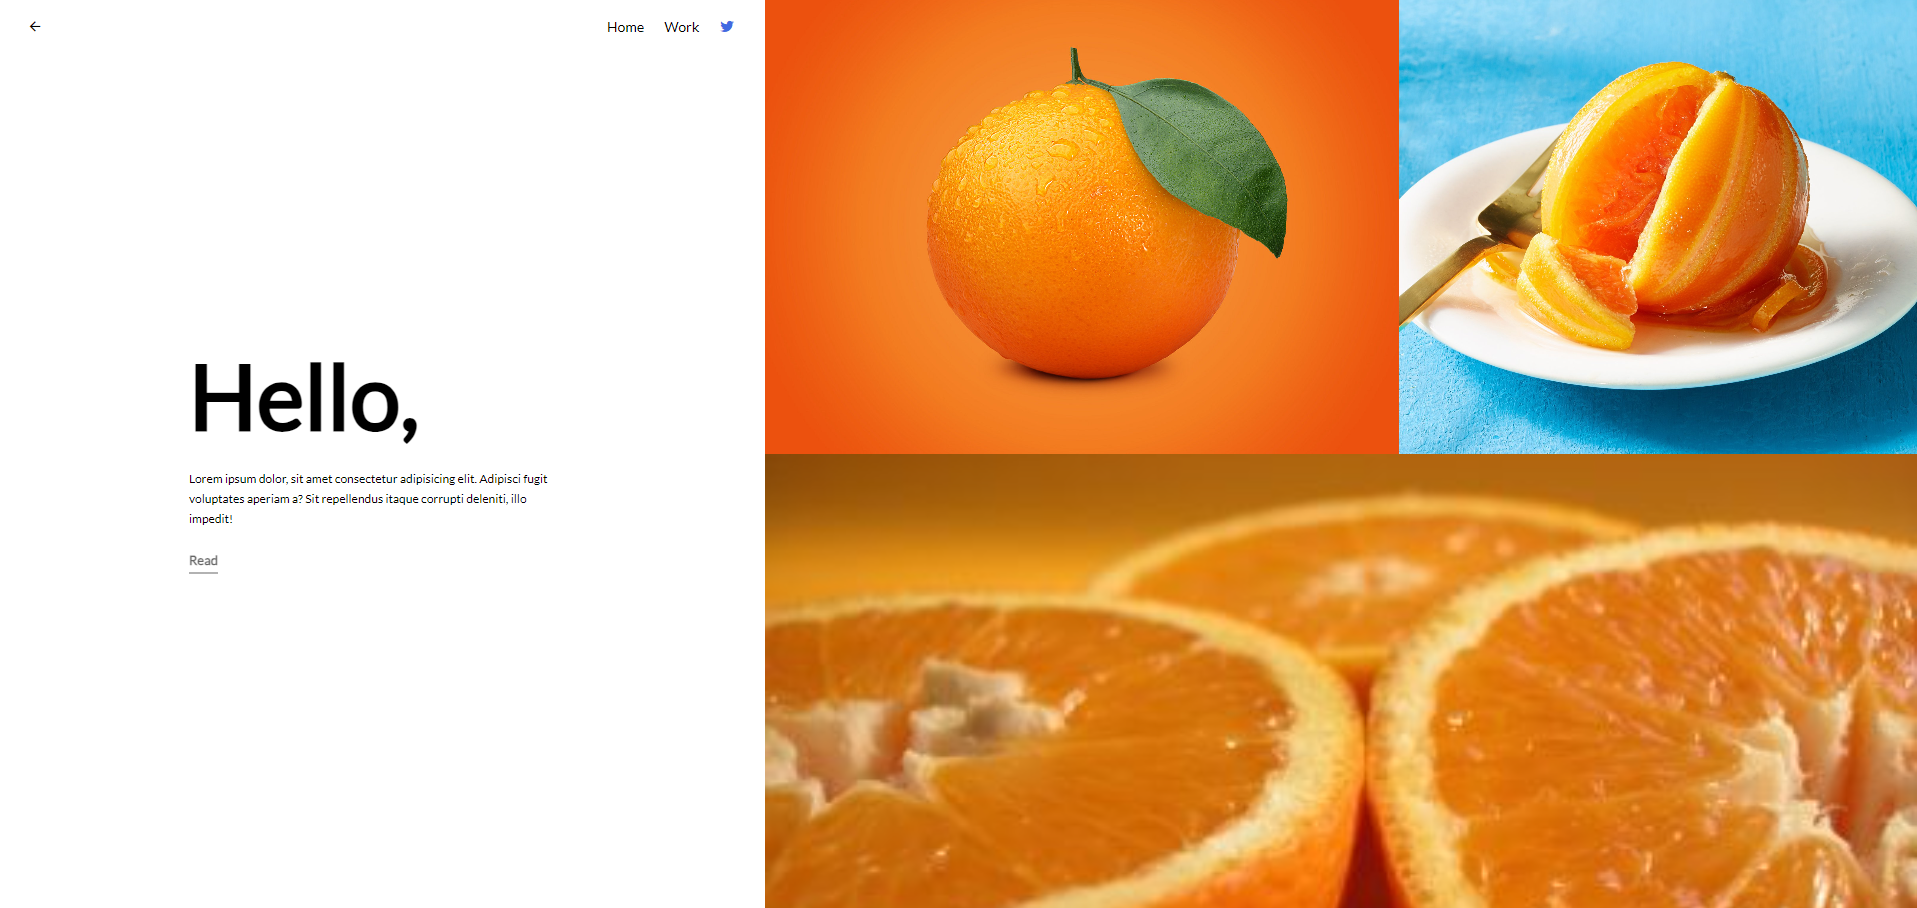 Home Work
Hello,
Lorem ipsum dolor, sit amet consectetur adipisicing elit. Adipisci fugit
voluptates aperiam a? Sit repellendus itaque corrupti deleniti, illo
impedit!
Read